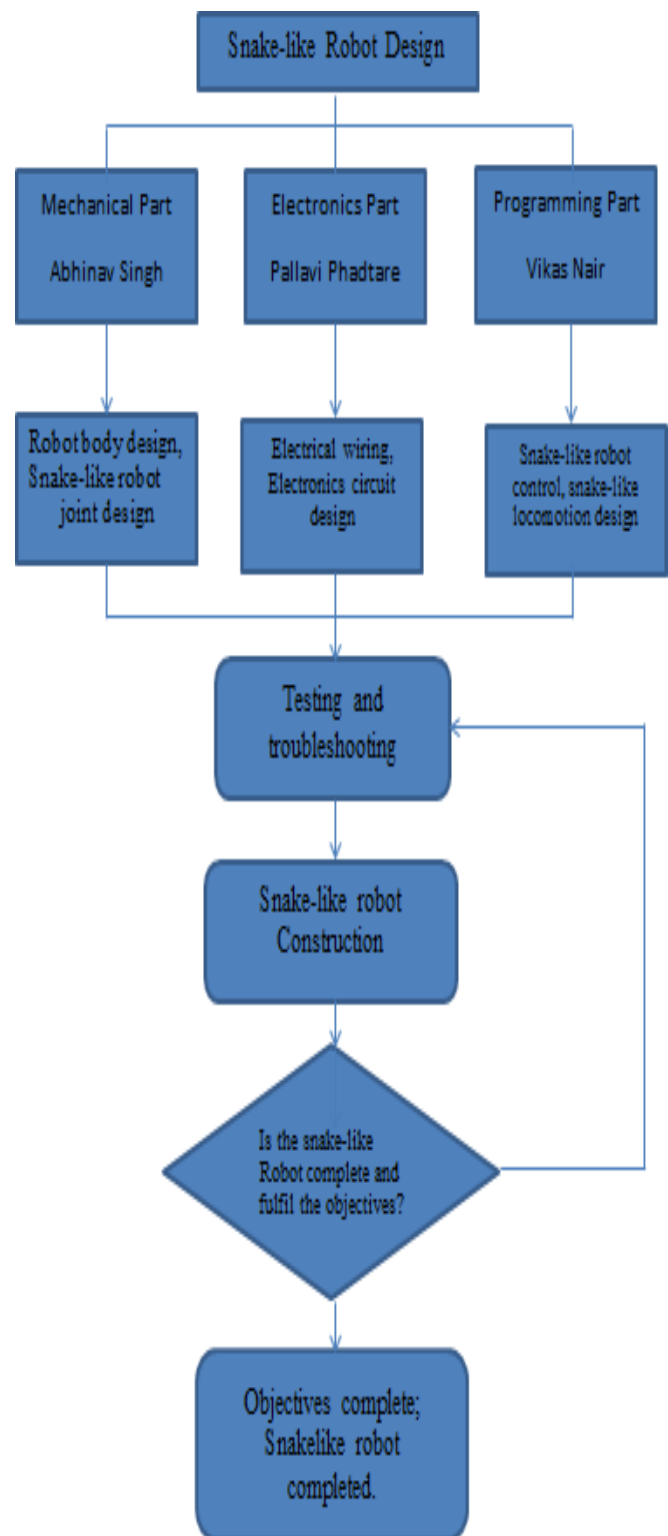 Snake-like Robot Design
Mechanical Part
Abhinav Singh
Electronics Part
Pallavi Phadtare
Programming Part
Vikas Nair
Robot body design,
Snake-like robot
joint design
Electrical wiring,
Electronics circuit
design
Snake-like robot
control, snake-like
locomotion design
Testing and
troubleshooting
Snake-like robot
Construction
Is the snake-like
Robot complete and
fulfil the objectives?
Objectives complete;
Snakelike robot
completed.